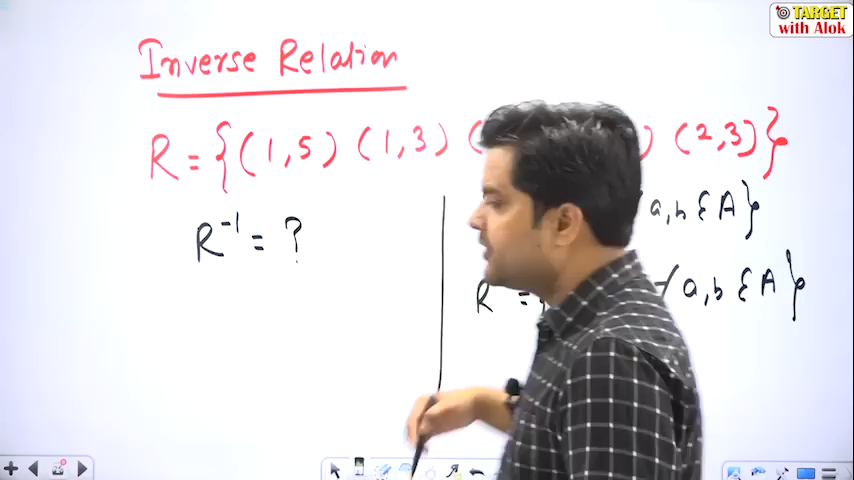 TARGET
with Alok
Inverse Relation
R = {(1,5) (1,3) ( ) (2,3)}
R⁻¹ = ?
a,b ε A}
R = { / a,b ε A}